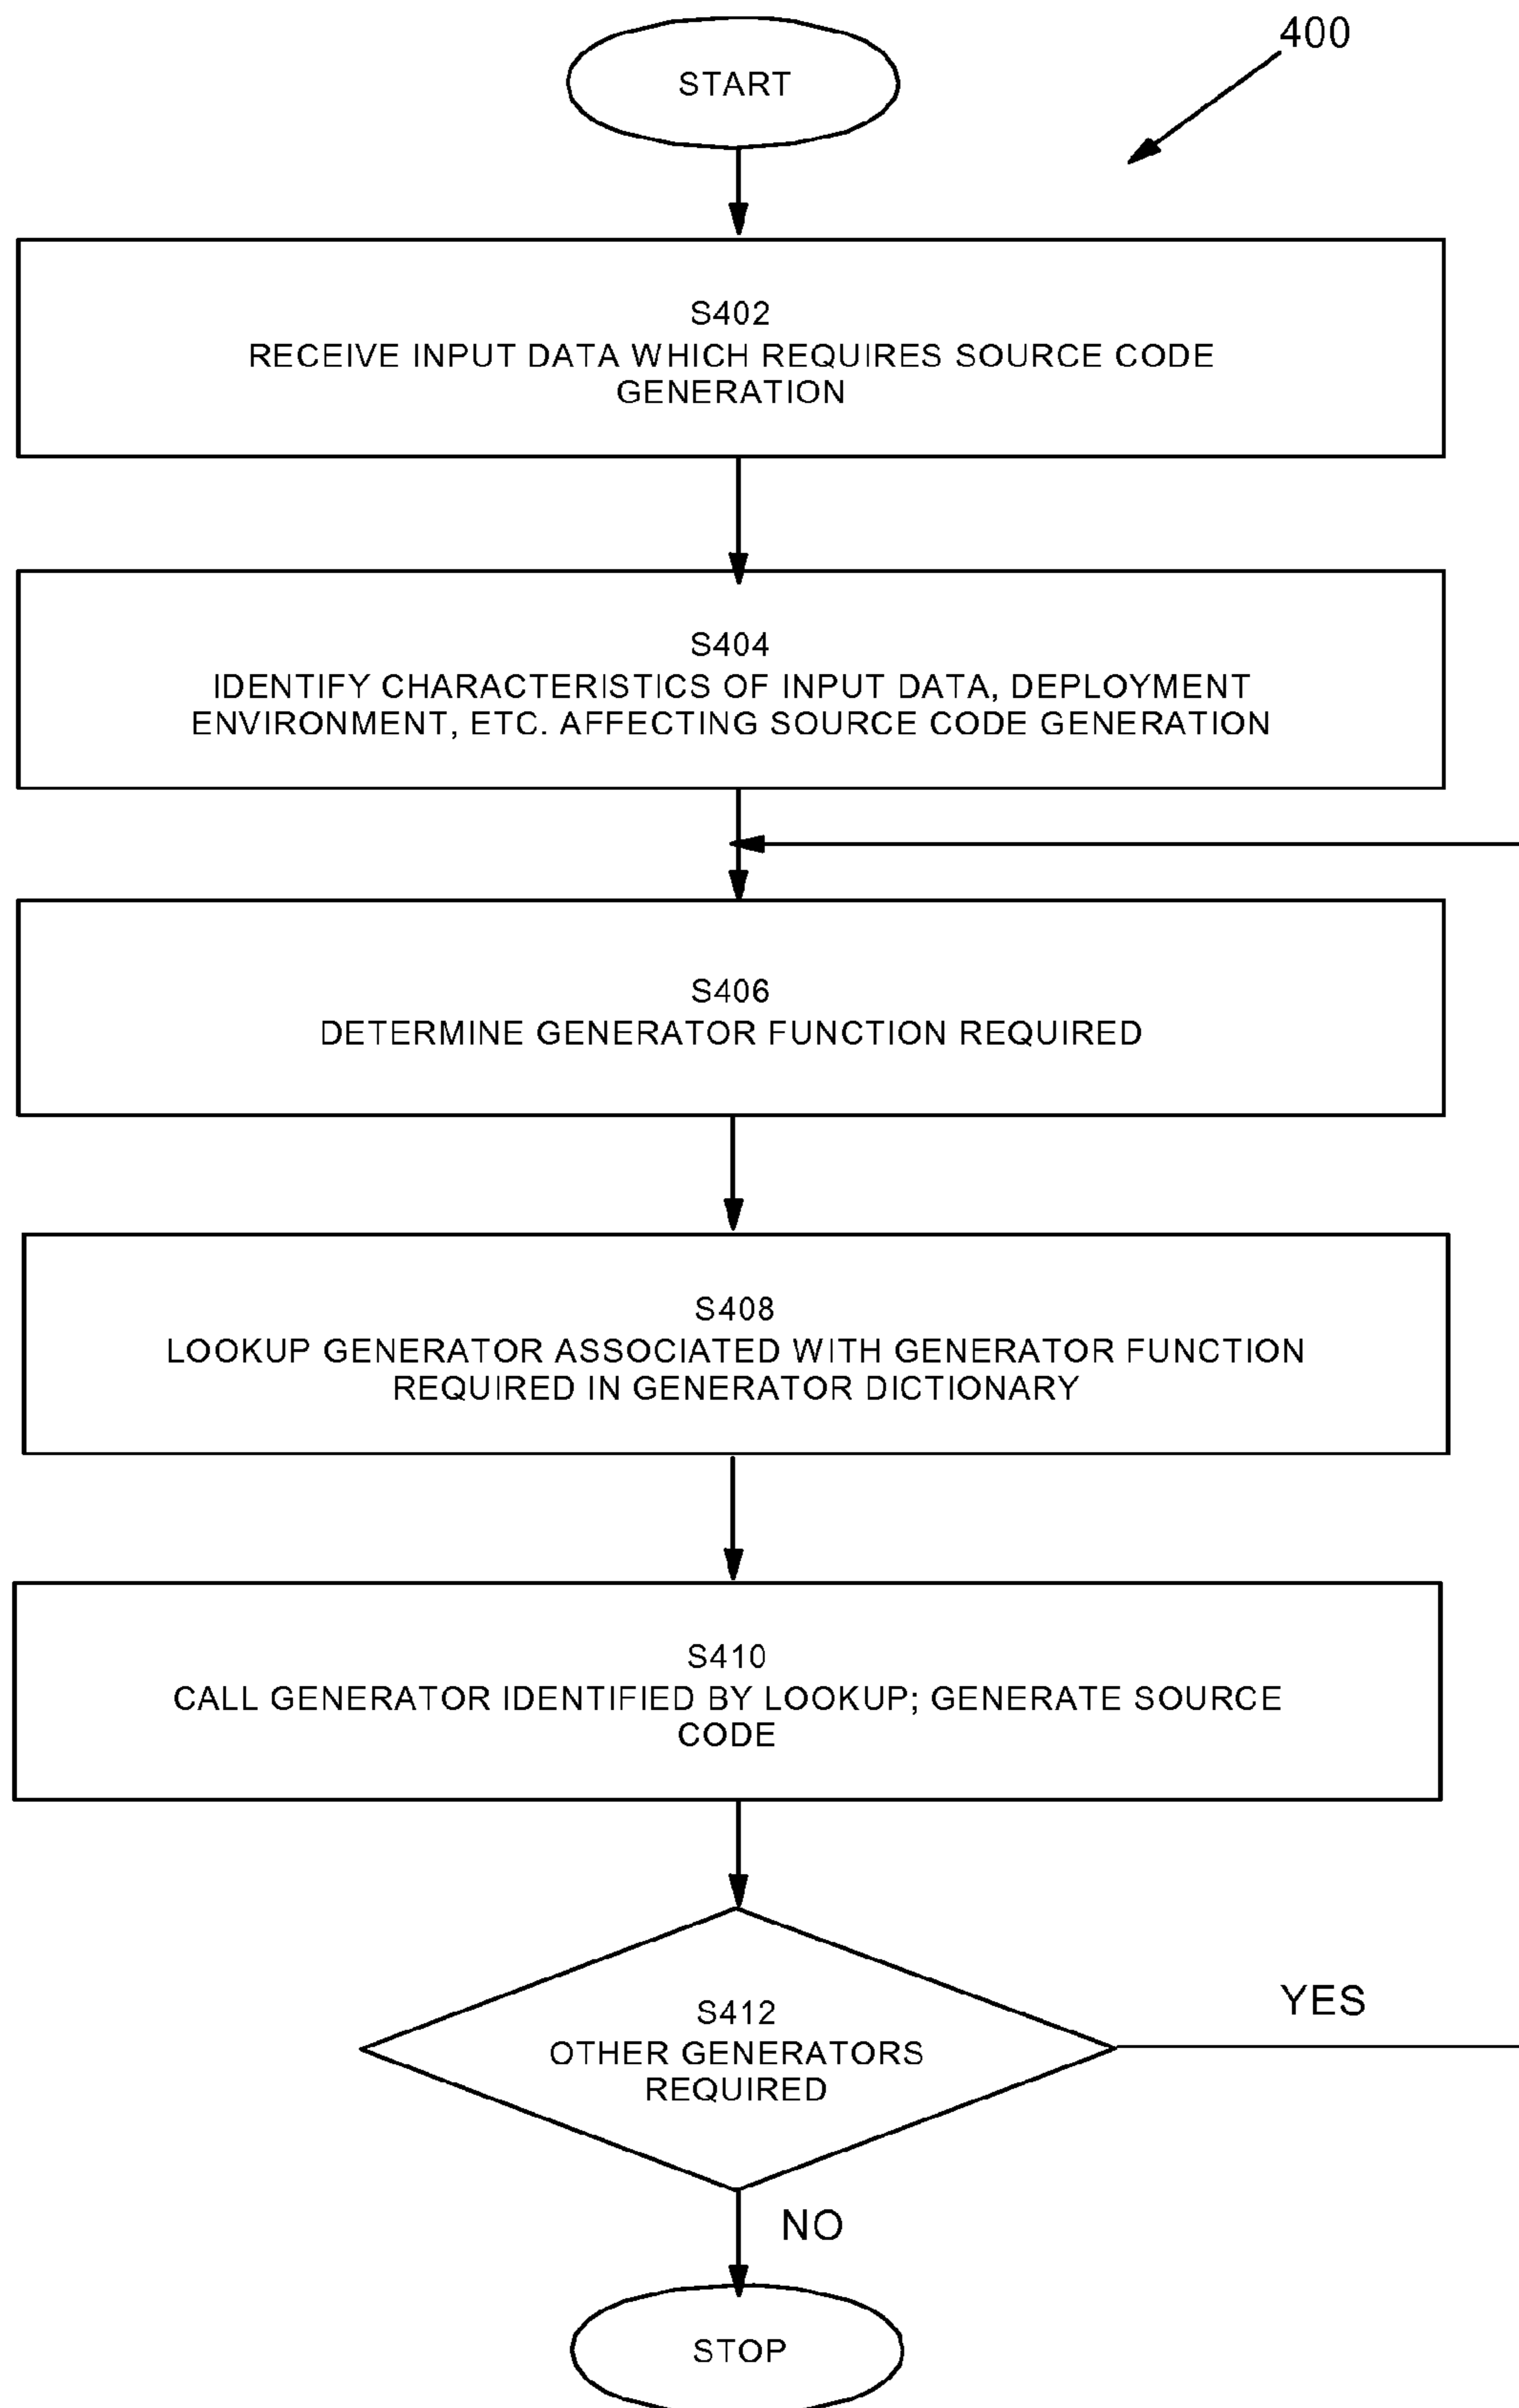 400
START
S402
RECEIVE INPUT DATA WHICH REQUIRES SOURCE CODE
GENERATION
S404
IDENTIFY CHARACTERISTICS OF INPUT DATA, DEPLOYMENT
ENVIRONMENT, ETC. AFFECTING SOURCE CODE GENERATION
S406
DETERMINE GENERATOR FUNCTION REQUIRED
S408
LOOKUP GENERATOR ASSOCIATED WITH GENERATOR FUNCTION
REQUIRED IN GENERATOR DICTIONARY
S410
CALL GENERATOR IDENTIFIED BY LOOKUP; GENERATE SOURCE
CODE
S412
OTHER GENERATORS
REQUIRED
YES
NO
STOP